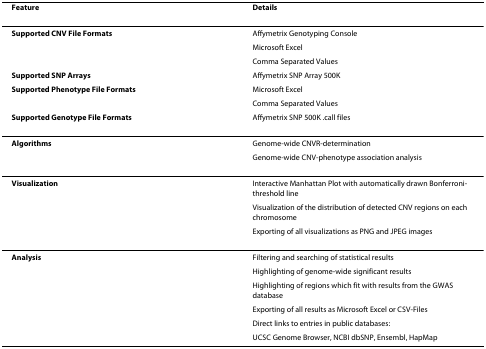 Feature Details
Supported CNV File Formats Affymetrix Genotyping Console
Microsoft Excel
Comma Separated Values
Supported SNP Arrays Affymetrix SNP Array 500K
Supported Phenotype File Formats Microsoft Excel
Comma Separated Values
Supported Genotype File Formats Affymetrix SNP 500K .call files
Algorithms Genome-wide CNVR-determination
Genome-wide CNV-phenotype association analysis
Visualization Interactive Manhattan Plot with automatically drawn Bonferroni-
threshold line
Visualization of the distribution of detected CNV regions on each
chromosome
Exporting of all visualizations as PNG and JPEG images
Analysis Filtering and searching of statistical results
Highlighting of genome-wide significant results
Highlighting of regions which fit with results from the GWAS
database
Exporting of all results as Microsoft Excel or CSV-Files
Direct links to entries in public databases:
UCSC Genome Browser, NCBI dbSNP, Ensembl, HapMap